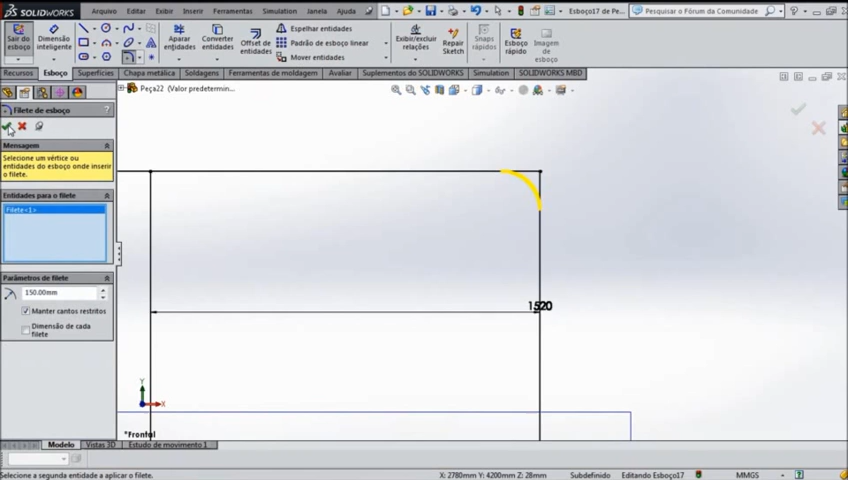 SOLIDWORKS
Arquivo Editar Exibir Inserir Ferramentas Simulation Janela Ajuda
Esboço17 de Pe...
Pesquisar o Fórum da Comunidade
Sair do esboço
Dimensão inteligente
Aparar entidades
Converter entidades
Offset de entidades
Espelhar entidades
Padrão de esboço linear
Mover entidades
Exibir/excluir relações
Repair Sketch
Snaps rápidos
Esboço rápido
Imagem de esboço
Recursos Esboço Superfícies Chapa metálica Soldagens Ferramentas de moldagem Avaliar Suplementos do SOLIDWORKS Simulation SOLIDWORKS MBD
Peça22 (Valor predetermin...
Filete de esboço
?
Mensagem
Selecione um vértice ou
entidades do esboço onde inserir
o filete.
Entidades para o filete
Filete<1>
Parâmetros de filete
150.00mm
Manter cantos restritos
Dimensão de cada
filete
1520
Y
X
*Frontal
Modelo Vistas 3D Estudo de movimento 1
Selecione a segunda entidade a aplicar o filete.
X: 2780mm Y: 4200mm Z: 28mm Subdefinido Editando Esboço17 MMGS